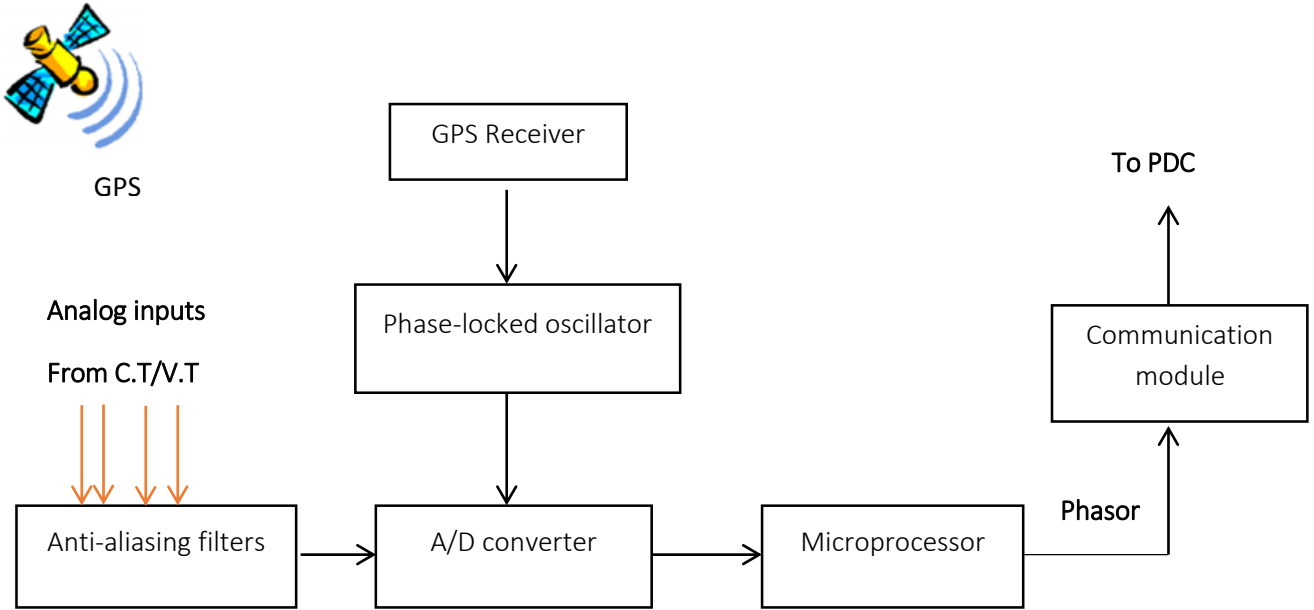 GPS
GPS Receiver
To PDC
Analog inputs
From C.T/V.T
Phase-locked oscillator
Communication
module
Anti-aliasing filters
A/D converter
Microprocessor
Phasor